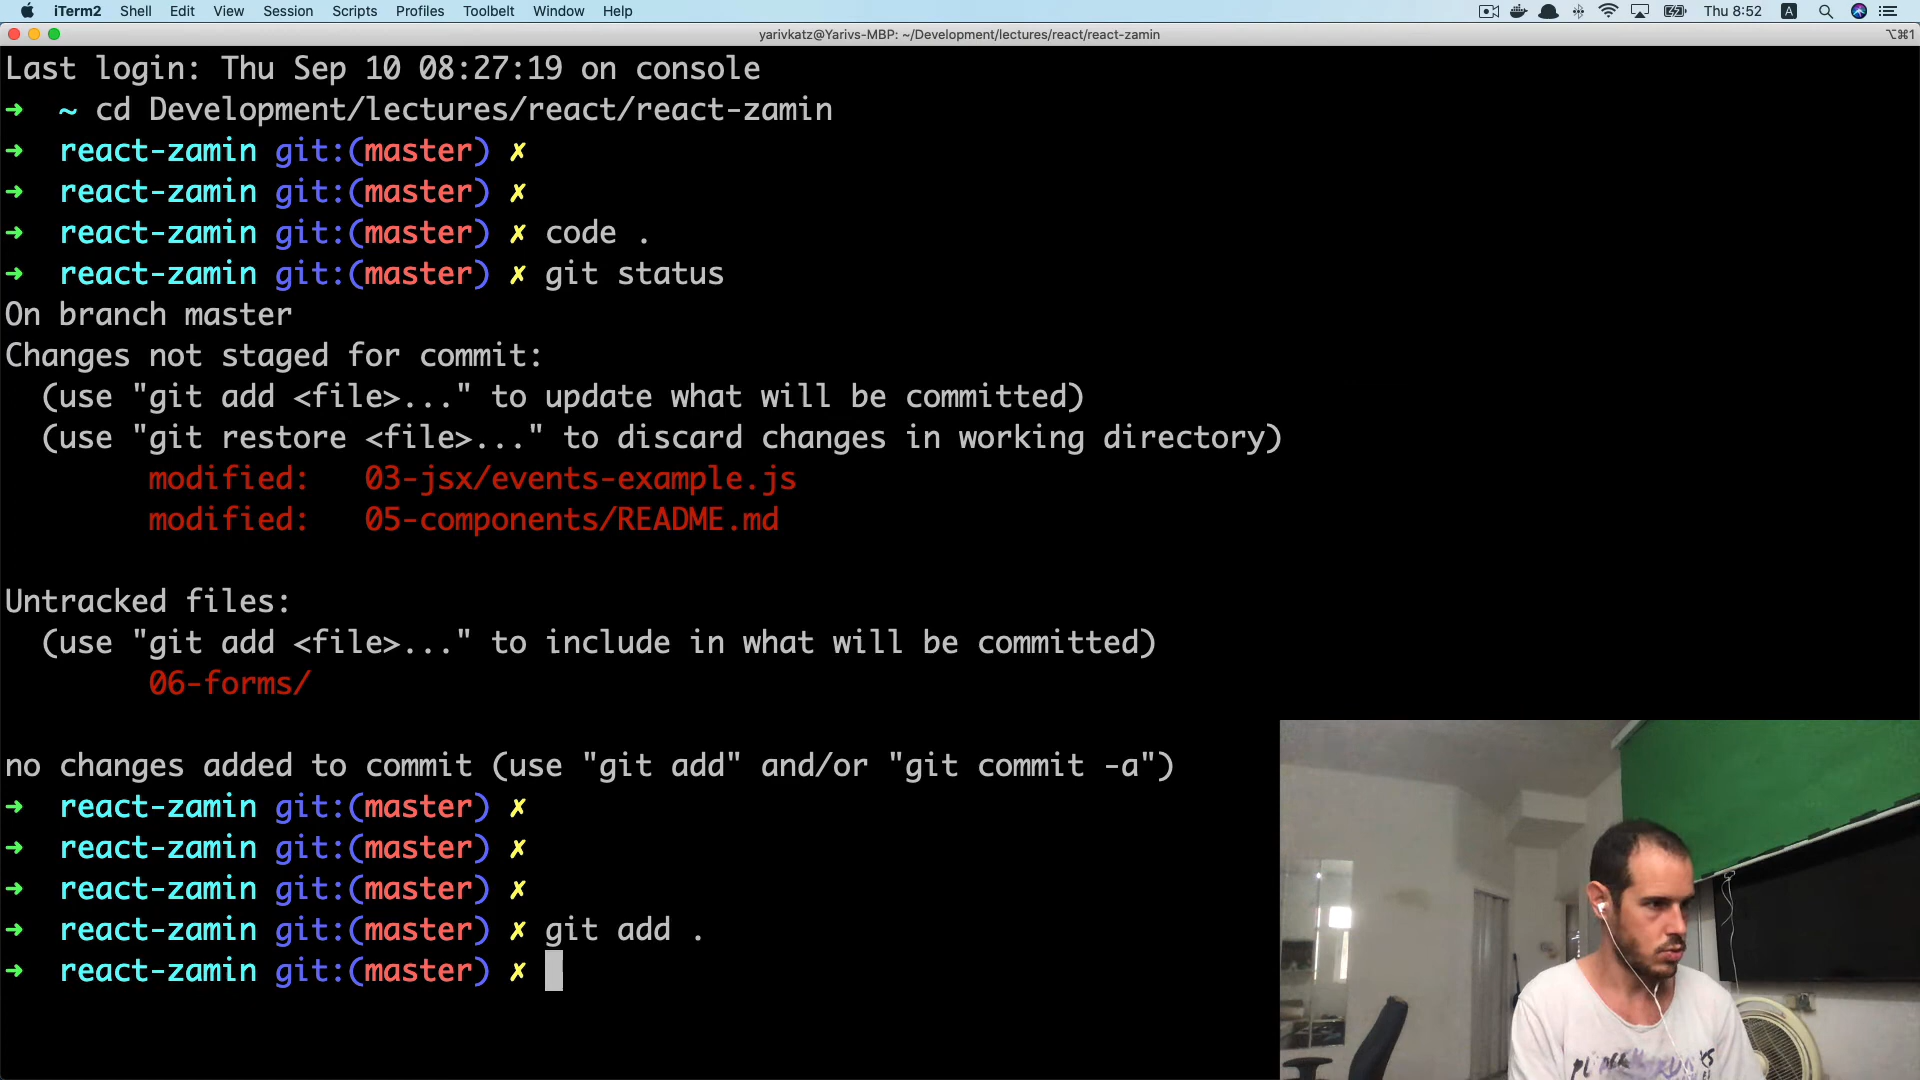 iTerm2 Shell Edit View Session Scripts Profiles Toolbelt Window Help Thu 8:52 A
yarivkatz@Yarivs-MBP: ~/Development/lectures/react/react-zamin ⌥⌘1
Last login: Thu Sep 10 08:27:19 on console
➜ ~ cd Development/lectures/react/react-zamin
➜ react-zamin git:(master) ✗
➜ react-zamin git:(master) ✗
➜ react-zamin git:(master) ✗ code .
➜ react-zamin git:(master) ✗ git status
On branch master
Changes not staged for commit:
(use "git add <file>..." to update what will be committed)
(use "git restore <file>..." to discard changes in working directory)
modified: 03-jsx/events-example.js
modified: 05-components/README.md
Untracked files:
(use "git add <file>..." to include in what will be committed)
06-forms/
no changes added to commit (use "git add" and/or "git commit -a")
➜ react-zamin git:(master) ✗
➜ react-zamin git:(master) ✗
➜ react-zamin git:(master) ✗
➜ react-zamin git:(master) ✗ git add .
➜ react-zamin git:(master) ✗